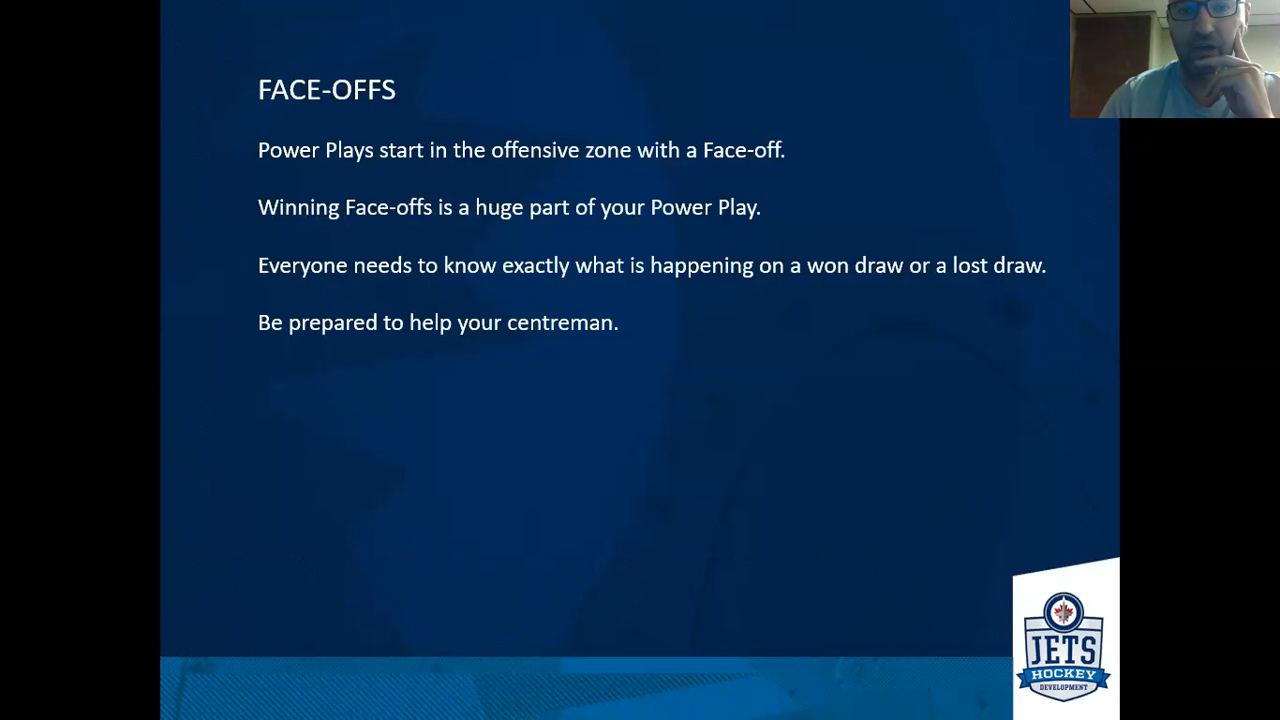 FACE-OFFS
Power Plays start in the offensive zone with a Face-off.
Winning Face-offs is a huge part of your Power Play.
Everyone needs to know exactly what is happening on a won draw or a lost draw.
Be prepared to help your centreman.
JETS
HOCKEY
DEVELOPMENT